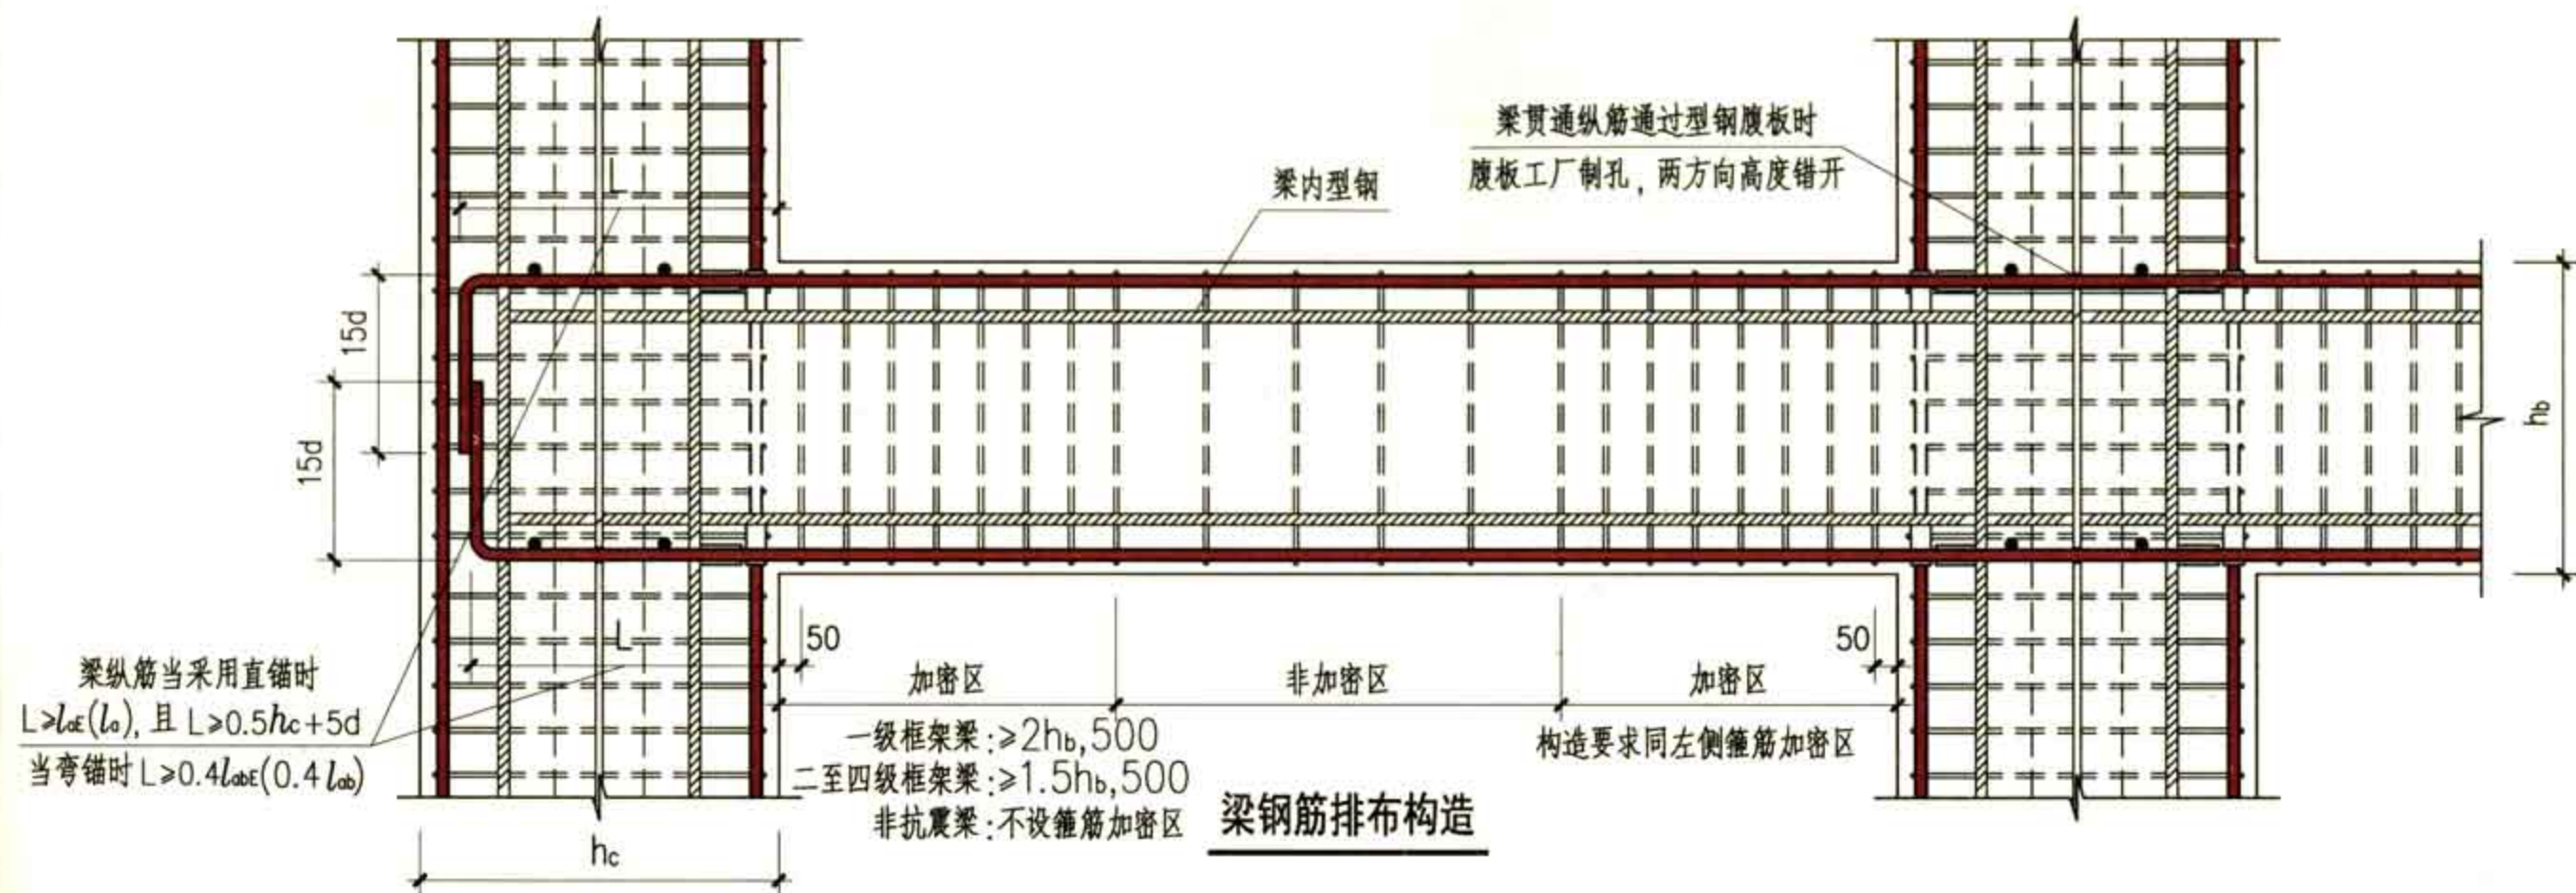 梁贯通纵筋通过型钢腹板时
腹板工厂制孔，两方向高度错开
梁内型钢
L
15d
15d
hb
L
50
50
加密区
非加密区
加密区
梁纵筋当采用直锚时
L≥laE(la), 且 L≥0.5hc+5d
当弯锚时 L≥0.4labE(0.4lab)
一级框架梁:≥2hb,500
二至四级框架梁:≥1.5hb,500
非抗震梁:不设箍筋加密区
构造要求同左侧箍筋加密区
梁钢筋排布构造
hc